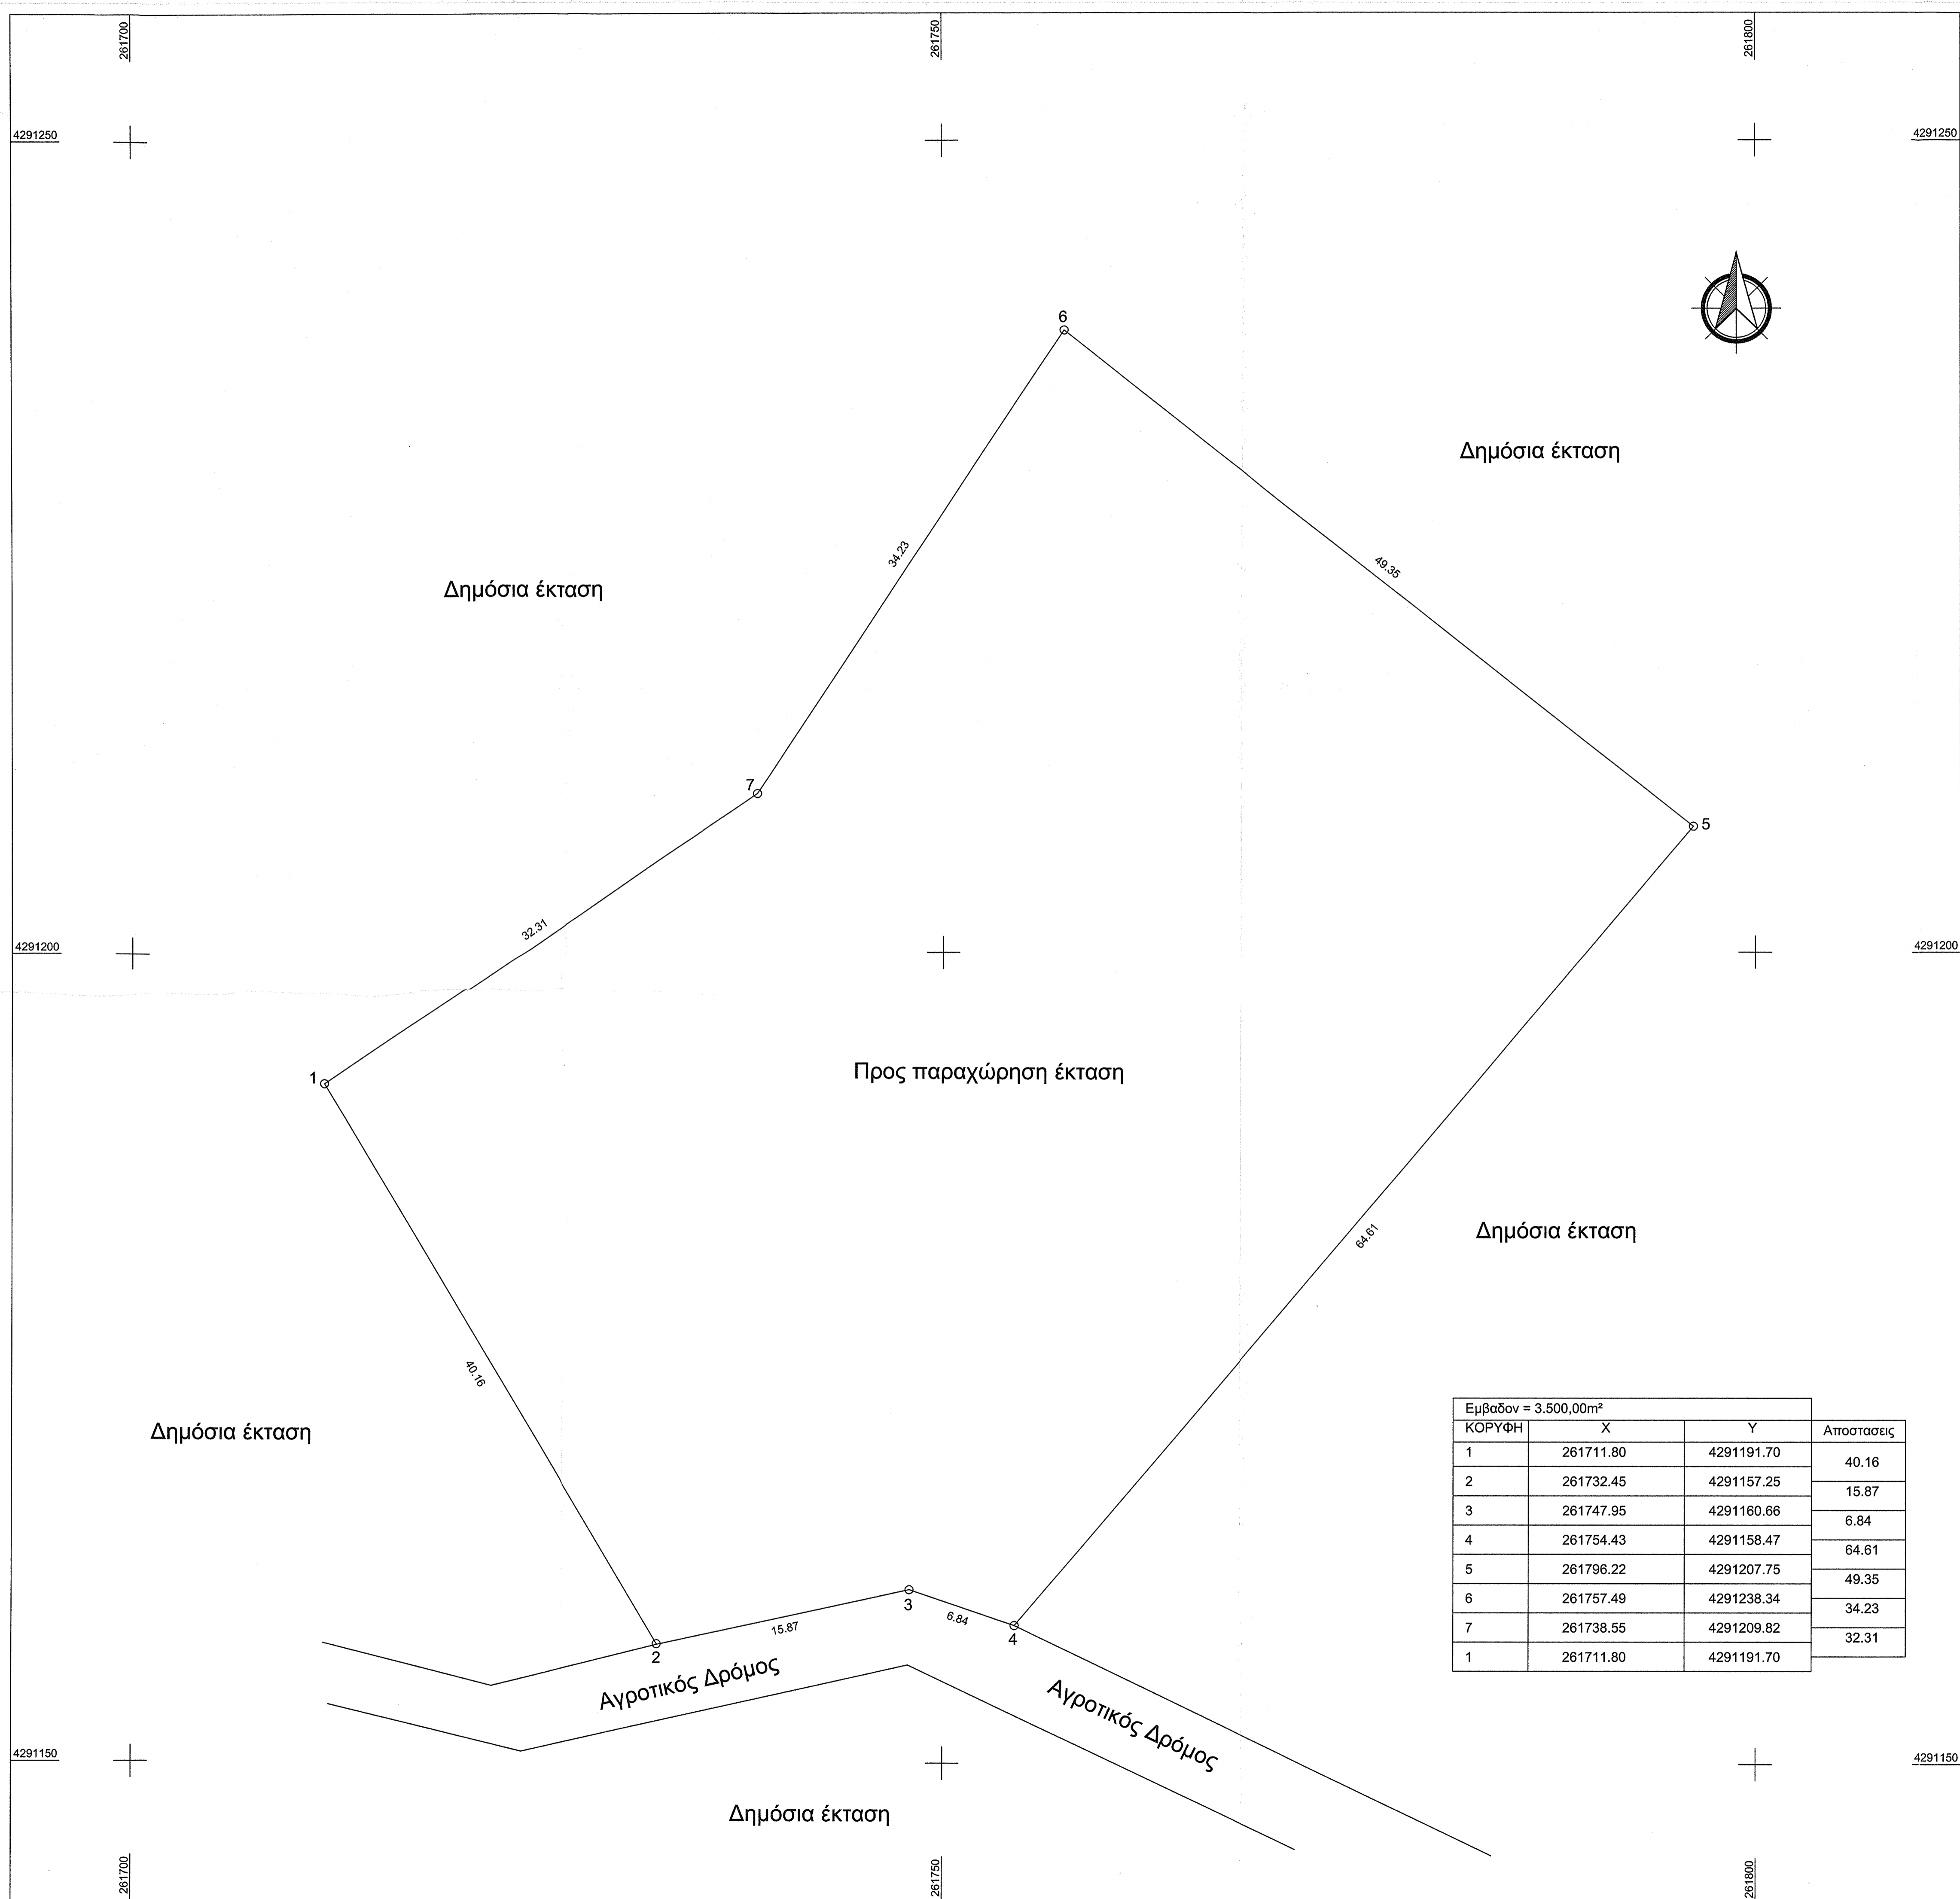 261700
261750
261800
4291250
4291250
6
Δημόσια έκταση
34.23
49.35
Δημόσια έκταση
7
5
32.31
4291200
4291200
Προς παραχώρηση έκταση
1
64.61
Δημόσια έκταση
40.16
Δημόσια έκταση
3
6.84
15.87
4
2
Αγροτικός Δρόμος
Αγροτικός Δρόμος
4291150
4291150
Δημόσια έκταση
261700
261750
261800
Εμβαδον = 3.500,00m²
ΚΟΡΥΦΗ X Y Αποστασεις
1 261711.80 4291191.70
40.16
2 261732.45 4291157.25
15.87
3 261747.95 4291160.66
6.84
4 261754.43 4291158.47
64.61
5 261796.22 4291207.75
49.35
6 261757.49 4291238.34
34.23
7 261738.55 4291209.82
32.31
1 261711.80 4291191.70